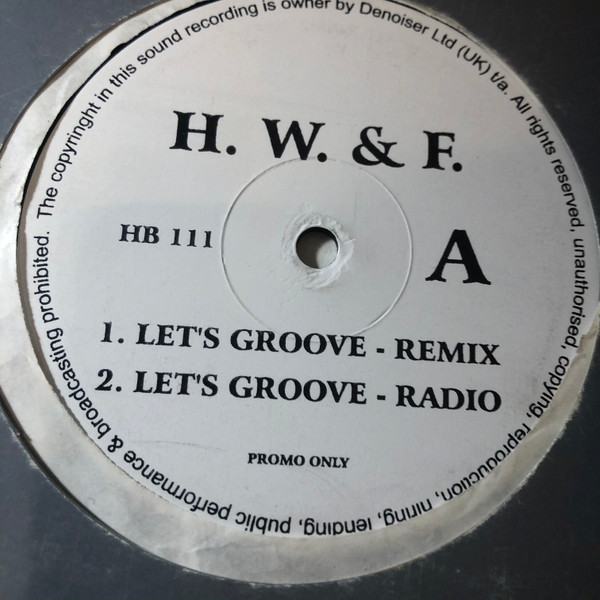 H. W. & F.
HB 111
A
1. LET'S GROOVE - REMIX
2. LET'S GROOVE - RADIO
PROMO ONLY
The copyringht in this sound recording is owner by Denoiser Ltd (UK) t/a. All rights reserved, unauthorised, copying, reproduction, hiring, lending, public performance & broadcasting prohibited.